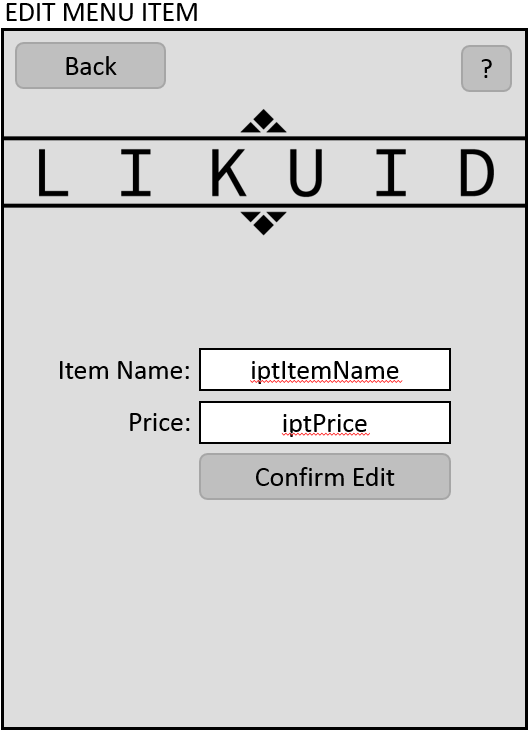 EDIT MENU ITEM
Back
?
L I K U I D
Item Name: iptItemName
Price: iptPrice
Confirm Edit